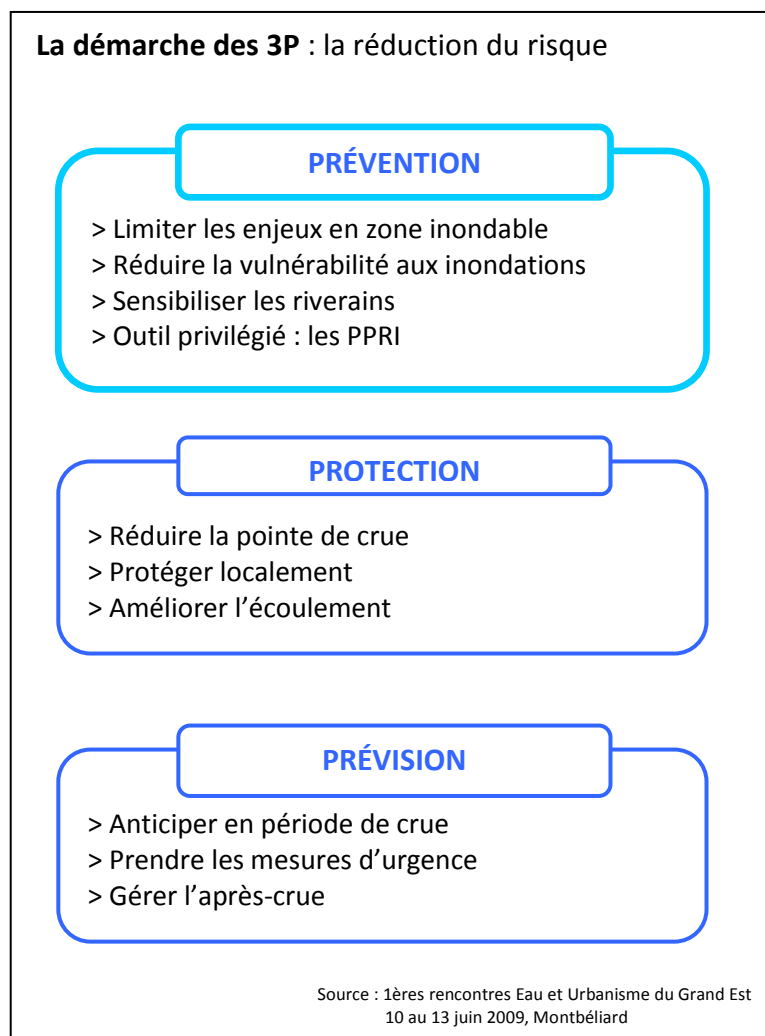 La démarche des 3P : la réduction du risque
PRÉVENTION
> Limiter les enjeux en zone inondable
> Réduire la vulnérabilité aux inondations
> Sensibiliser les riverains
> Outil privilégié : les PPRI
PROTECTION
> Réduire la pointe de crue
> Protéger localement
> Améliorer l’écoulement
PRÉVISION
> Anticiper en période de crue
> Prendre les mesures d’urgence
> Gérer l’après-crue
Source : 1ères rencontres Eau et Urbanisme du Grand Est
10 au 13 juin 2009, Montbéliard